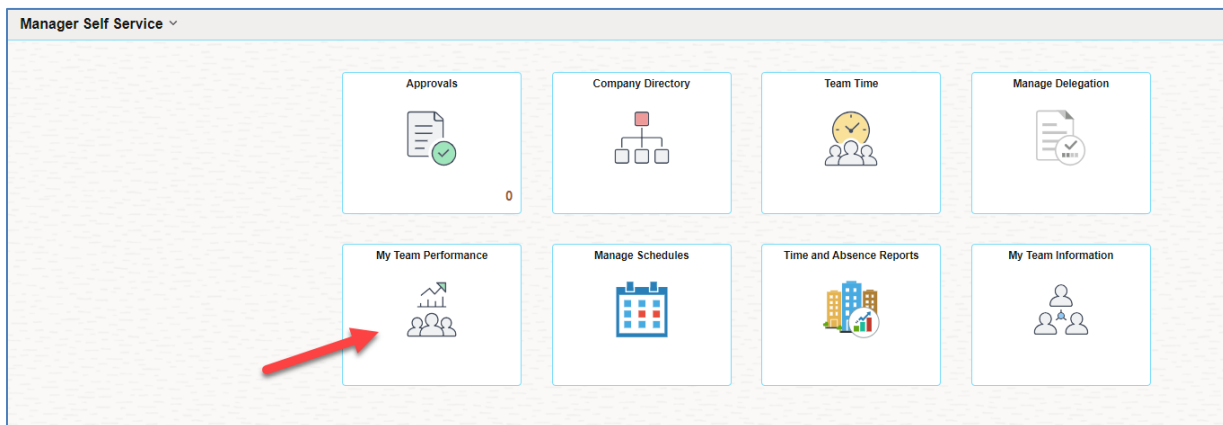 Manager Self Service
Approvals
Company Directory
Team Time
Manage Delegation
0
My Team Performance
Manage Schedules
Time and Absence Reports
My Team Information